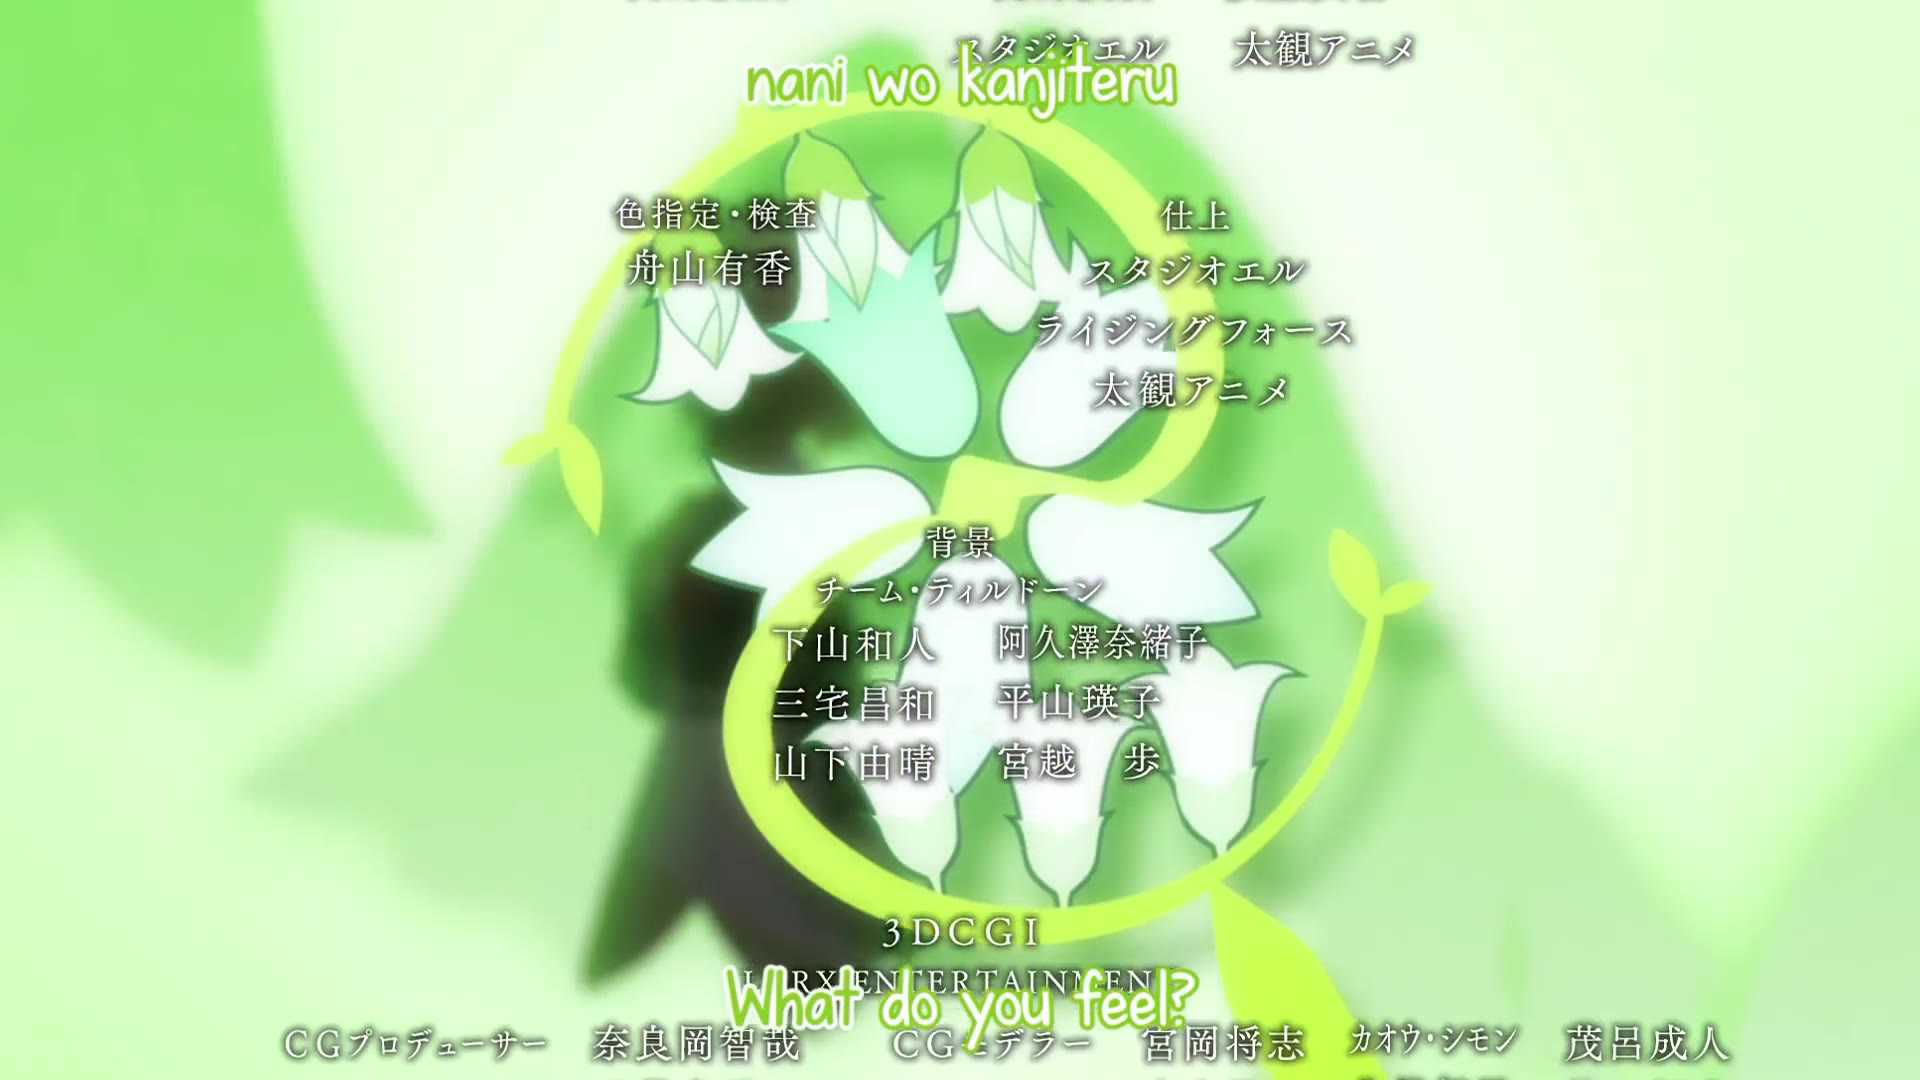 スタジオエル 太観アニメ
nani wo kanjiteru
色指定・検査 仕上
舟山有香 スタジオエル
ライジングフォース
太観アニメ
背景
チーム・ティルドーン
下山和人 阿久澤奈緒子
三宅昌和 平山瑛子
山下由晴 宮越 歩
3DCGI
ENTERTAINMENT
What do you feel?
CGプロデューサー 奈良岡智哉 CGモデラー 宮岡将志 カオウ・シモン 茂呂成人